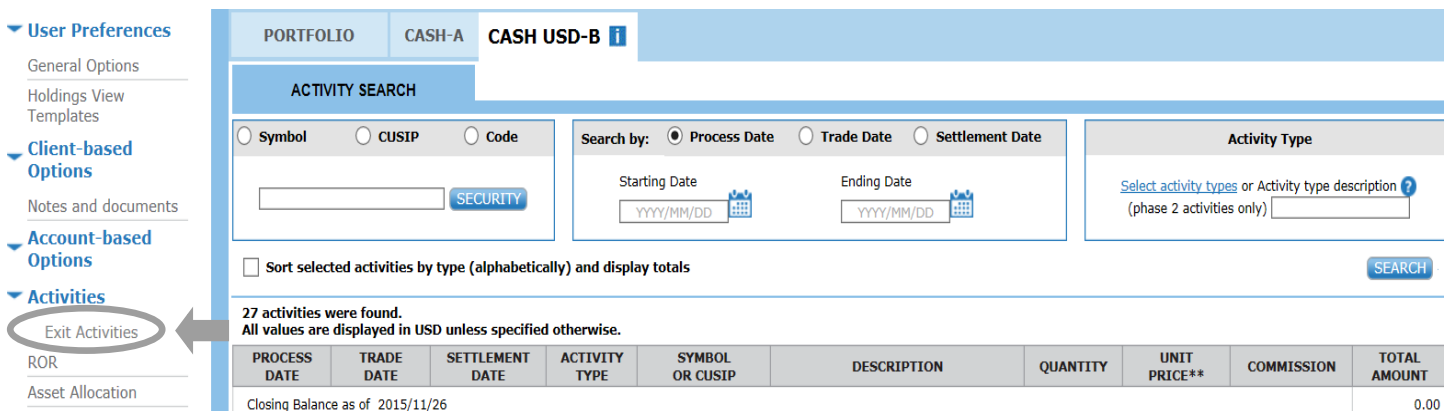 User Preferences
General Options
Holdings View
Templates
Client-based
Options
Notes and documents
Account-based
Options
Activities
Exit Activities
ROR
Asset Allocation
PORTFOLIO CASH-A CASH USD-B i
ACTIVITY SEARCH
Symbol CUSIP Code
SECURITY
Search by: Process Date Trade Date Settlement Date
Starting Date Ending Date
YYYY/MM/DD YYYY/MM/DD
Activity Type
Select activity types or Activity type description ?
(phase 2 activities only)
Sort selected activities by type (alphabetically) and display totals
SEARCH
27 activities were found.
All values are displayed in USD unless specified otherwise.
PROCESS DATE TRADE DATE SETTLEMENT DATE ACTIVITY TYPE SYMBOL OR CUSIP DESCRIPTION QUANTITY UNIT PRICE** COMMISSION TOTAL AMOUNT
Closing Balance as of 2015/11/26 0.00